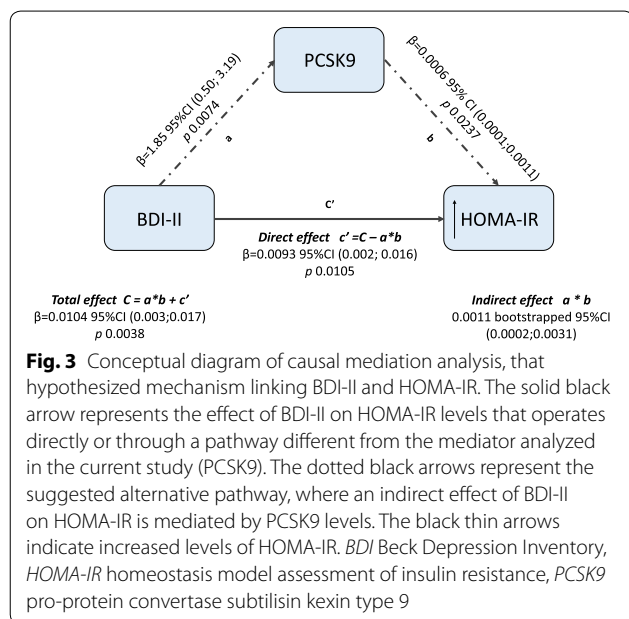 PCSK9
β=1.85 95%CI (0.50; 3.19)
p 0.0074
a
β=0.0006 95% CI (0.0001;0.0011)
p 0.0237
b
BDI-II
C'
HOMA-IR
Direct effect c' =C – a*b
β=0.0093 95%CI (0.002; 0.016)
p 0.0105
Total effect C = a*b + c'
β=0.0104 95%CI (0.003;0.017)
p 0.0038
Indirect effect a * b
0.0011 bootstrapped 95%CI
(0.0002;0.0031)
Fig. 3 Conceptual diagram of causal mediation analysis, that
hypothesized mechanism linking BDI-II and HOMA-IR. The solid black
arrow represents the effect of BDI-II on HOMA-IR levels that operates
directly or through a pathway different from the mediator analyzed
in the current study (PCSK9). The dotted black arrows represent the
suggested alternative pathway, where an indirect effect of BDI-II
on HOMA-IR is mediated by PCSK9 levels. The black thin arrows
indicate increased levels of HOMA-IR. BDI Beck Depression Inventory,
HOMA-IR homeostasis model assessment of insulin resistance, PCSK9
pro-protein convertase subtilisin kexin type 9